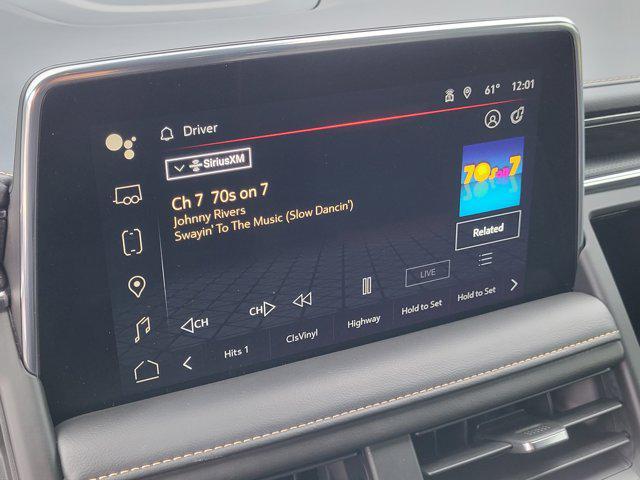 61° 12:01
Driver
SiriusXM
Ch 7 70s on 7
Johnny Rivers
Swayin' To The Music (Slow Dancin')
70s on 7
Related
LIVE
CH
CH
Hits 1
ClsVinyl
Highway
Hold to Set
Hold to Set